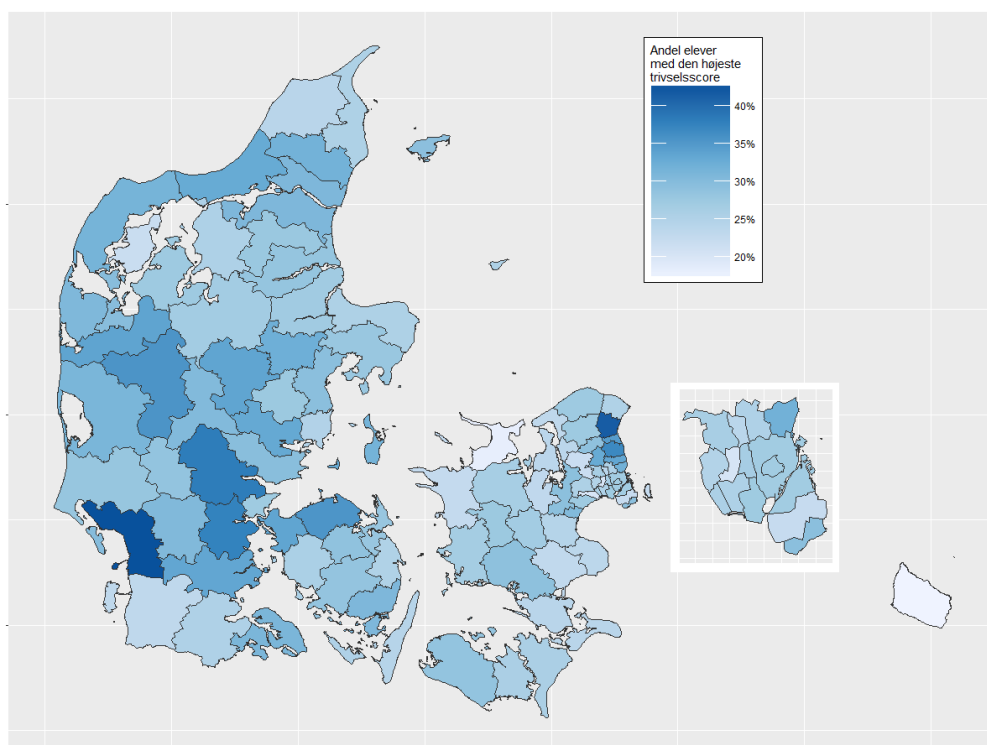 Andel elever
med den højeste
trivselsscore
40%
35%
30%
25%
20%